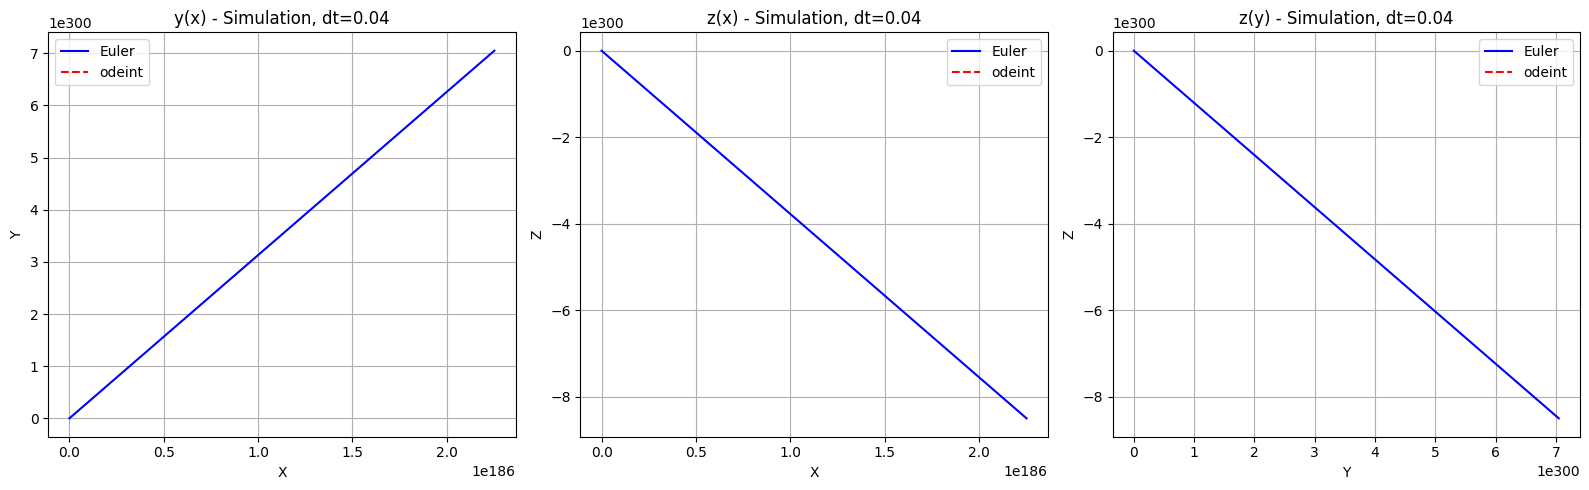 y(x) - Simulation, dt=0.04
1e300
Euler
odeint
7
6
5
4
3
2
1
0
Y
0.0 0.5 1.0 1.5 2.0
1e186
X
z(x) - Simulation, dt=0.04
1e300
Euler
odeint
0
−2
−4
−6
−8
Z
0.0 0.5 1.0 1.5 2.0
1e186
X
z(y) - Simulation, dt=0.04
1e300
Euler
odeint
0
−2
−4
−6
−8
Z
0 1 2 3 4 5 6 7
1e300
Y